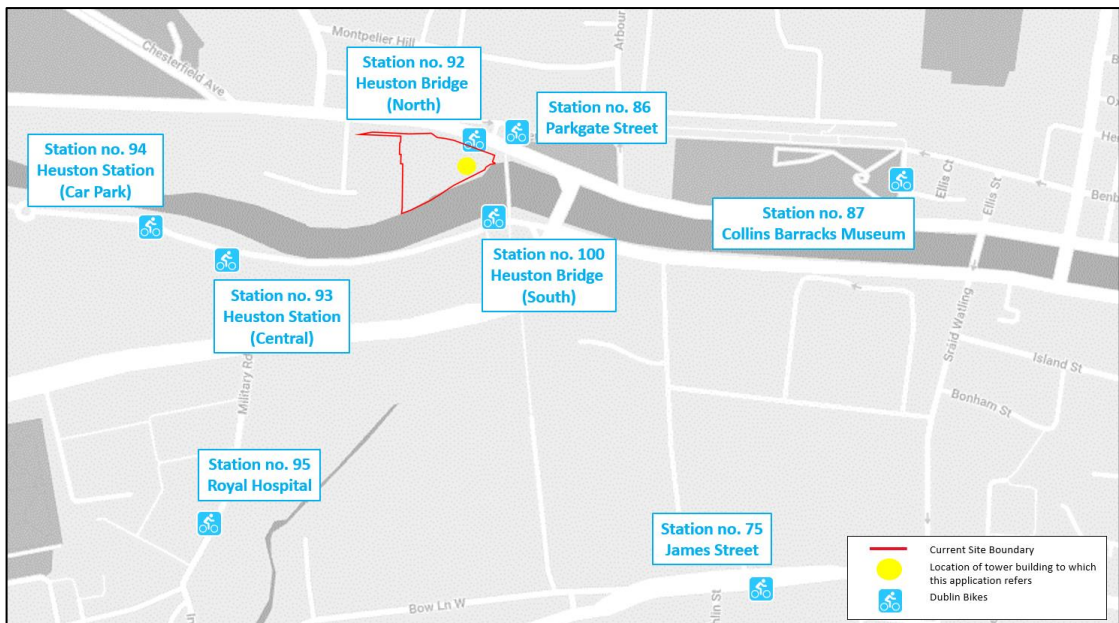 Montpelier Hill
Arbour
Chesterfield Ave
Station no. 92
Heuston Bridge
(North)
Station no. 86
Parkgate Street
Station no. 94
Heuston Station
(Car Park)
Ellis Ct
Ellis St
Benb
Station no. 87
Collins Barracks Museum
Station no. 100
Heuston Bridge
(South)
Station no. 93
Heuston Station
(Central)
Military Rd
Sráid Watling
Island St
Bonham St
Station no. 95
Royal Hospital
Station no. 75
James Street
Bow Ln W
lin St
Current Site Boundary
Location of tower building to which
this application refers
Dublin Bikes